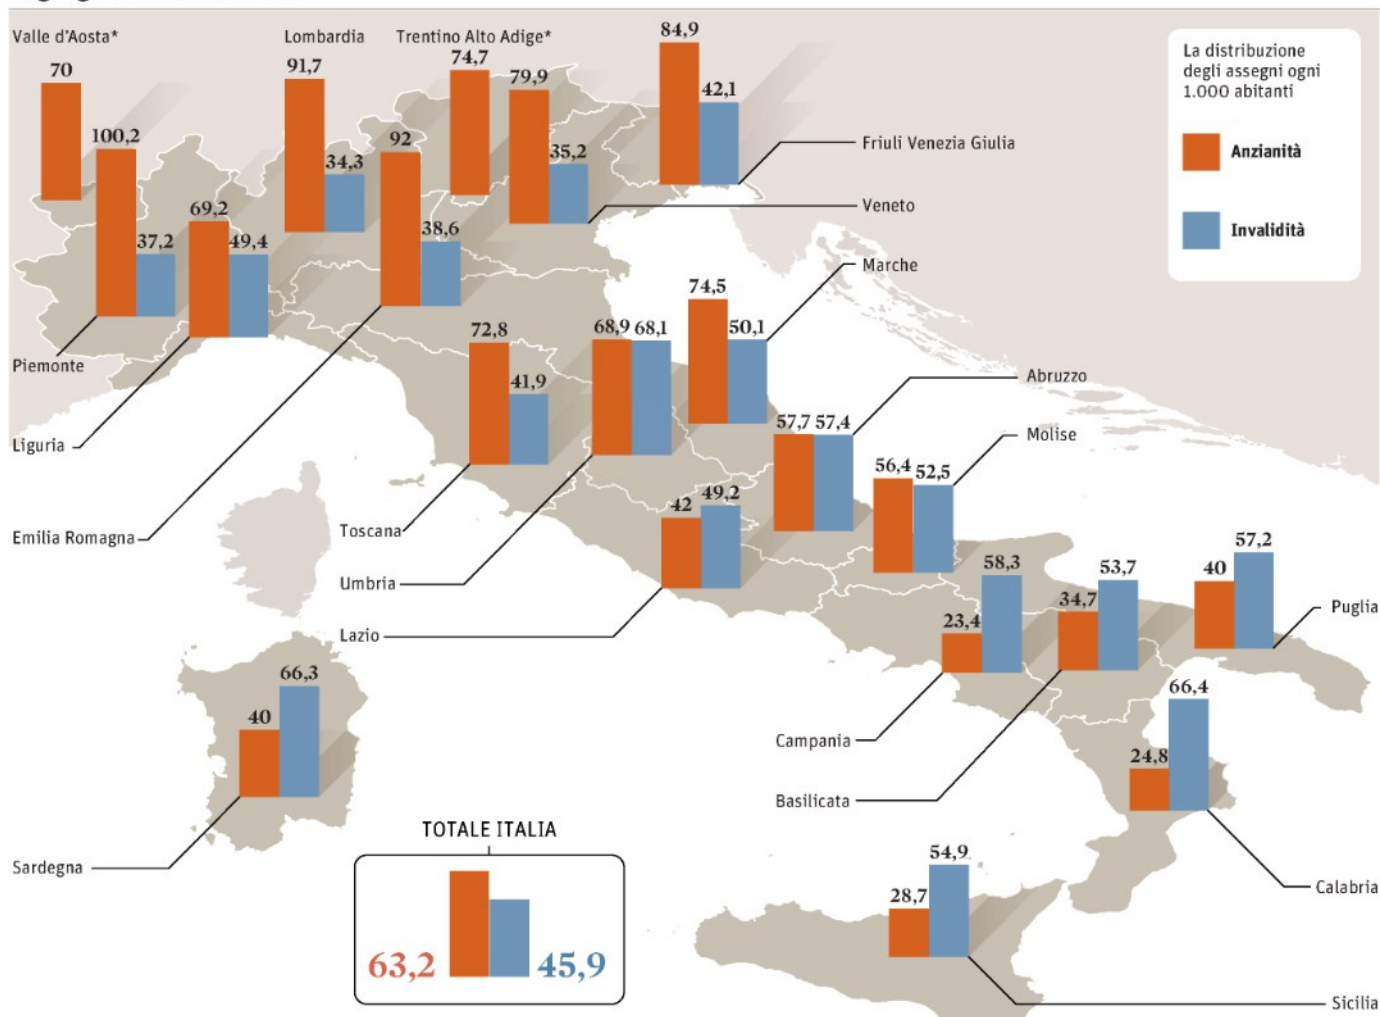 Valle d'Aosta*
70
100,2
37,2
Piemonte
69,2
49,4
Liguria
Lombardia
91,7
34,3
92
38,6
Emilia Romagna
Trentino Alto Adige*
74,7
79,9
35,2
Veneto
84,9
42,1
Friuli Venezia Giulia
La distribuzione
degli assegni ogni
1.000 abitanti
Anzianità
Invalidità
72,8
41,9
Toscana
68,9
68,1
Umbria
74,5
50,1
Marche
57,7
57,4
Abruzzo
56,4
52,5
Molise
42
49,2
Lazio
23,4
58,3
Campania
34,7
53,7
Basilicata
40
57,2
Puglia
24,8
66,4
Calabria
28,7
54,9
Sicilia
40
66,3
Sardegna
TOTALE ITALIA
63,2
45,9